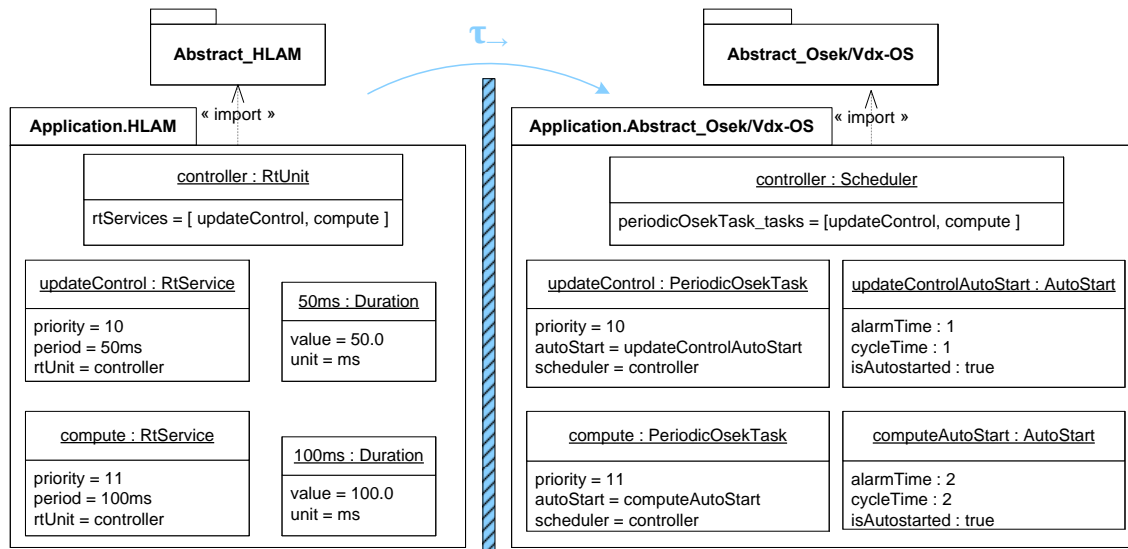 Abstract_HLAM
τ→
Abstract_Osek/Vdx-OS
« import »
« import »
Application.HLAM
controller : RtUnit
rtServices = [ updateControl, compute ]
updateControl : RtService
priority = 10
period = 50ms
rtUnit = controller
50ms : Duration
value = 50.0
unit = ms
compute : RtService
priority = 11
period = 100ms
rtUnit = controller
100ms : Duration
value = 100.0
unit = ms
Application.Abstract_Osek/Vdx-OS
controller : Scheduler
periodicOsekTask_tasks = [updateControl, compute ]
updateControl : PeriodicOsekTask
priority = 10
autoStart = updateControlAutoStart
scheduler = controller
updateControlAutoStart : AutoStart
alarmTime : 1
cycleTime : 1
isAutostarted : true
compute : PeriodicOsekTask
priority = 11
autoStart = computeAutoStart
scheduler = controller
computeAutoStart : AutoStart
alarmTime : 2
cycleTime : 2
isAutostarted : true